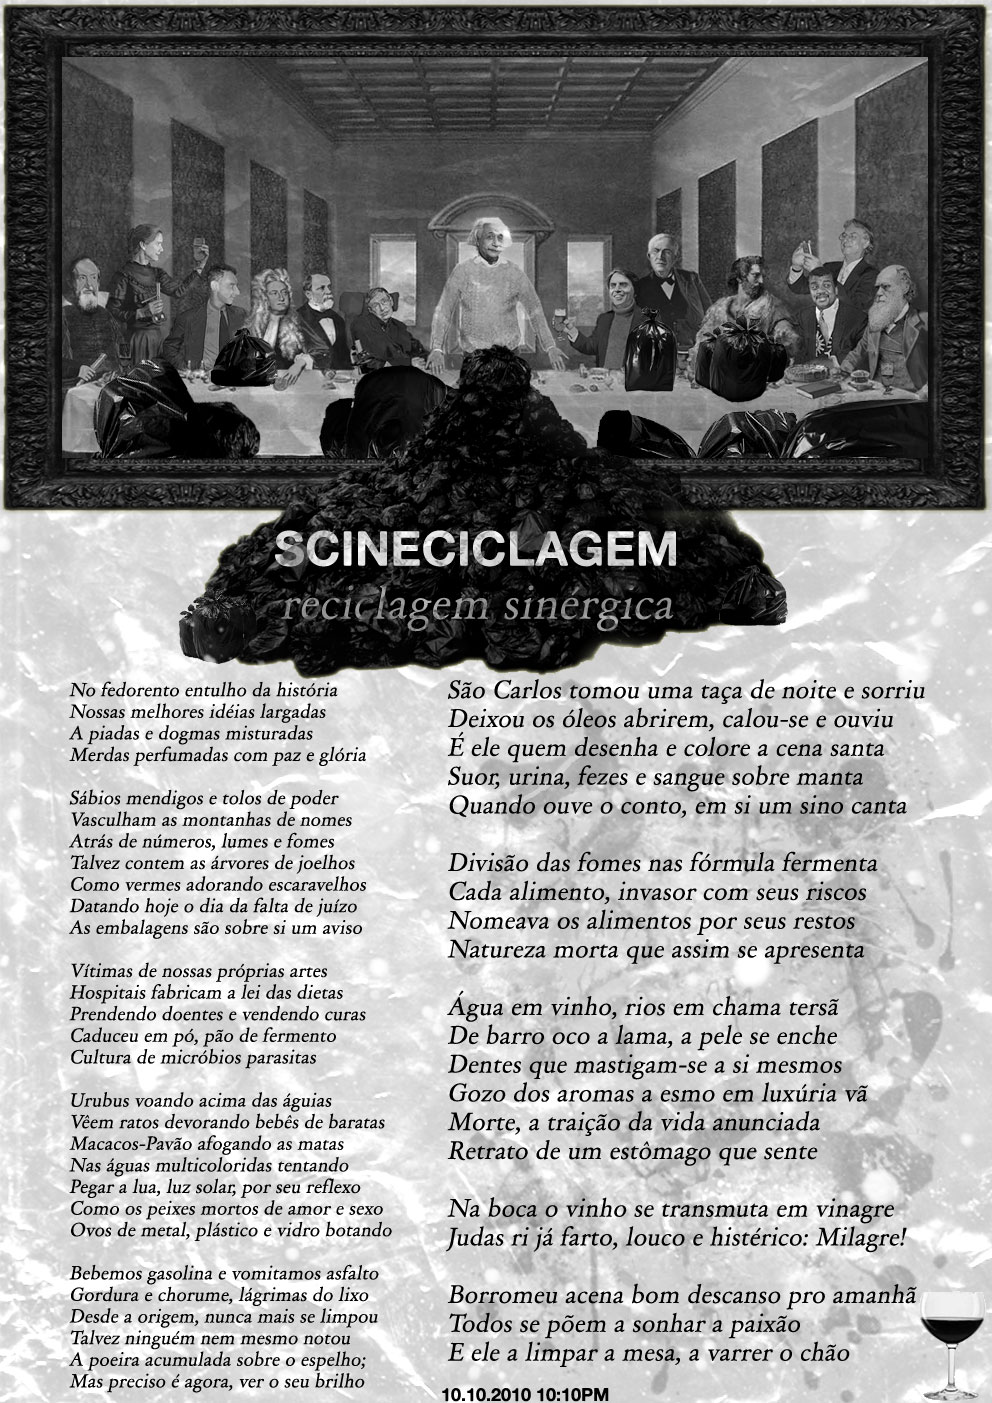 SCINECICLAGEM
reciclagem sinérgica
No fedorento entulho da história
Nossas melhores idéias largadas
A piadas e dogmas misturadas
Merdas perfumadas com paz e glória
Sábios mendigos e tolos de poder
Vasculham as montanhas de nomes
Atrás de números, lumes e fomes
Talvez contem as árvores de joelhos
Como vermes adorando escaravelhos
Datando hoje o dia da falta de juízo
As embalagens são sobre si um aviso
Vítimas de nossas próprias artes
Hospitais fabricam a lei das dietas
Prendendo doentes e vendendo curas
Caduceu em pó, pão de fermento
Cultura de micróbios parasitas
Urubus voando acima das águias
Vêem ratos devorando bebês de baratas
Macacos-Pavão afogando as matas
Nas águas multicoloridas tentando
Pegar a lua, luz solar, por seu reflexo
Como os peixes mortos de amor e sexo
Ovos de metal, plástico e vidro botando
Bebemos gasolina e vomitamos asfalto
Gordura e chorume, lágrimas do lixo
Desde a origem, nunca mais se limpou
Talvez ninguém nem mesmo notou
A poeira acumulada sobre o espelho;
Mas preciso é agora, ver o seu brilho
São Carlos tomou uma taça de noite e sorriu
Deixou os óleos abrirem, calou-se e ouviu
É ele quem desenha e colore a cena santa
Suor, urina, fezes e sangue sobre manta
Quando ouve o conto, em si um sino canta
Divisão das fomes nas fórmula fermenta
Cada alimento, invasor com seus riscos
Nomeava os alimentos por seus restos
Natureza morta que assim se apresenta
Água em vinho, rios em chama tersã
De barro oco a lama, a pele se enche
Dentes que mastigam-se a si mesmos
Gozo dos aromas a esmo em luxúria vã
Morte, a traição da vida anunciada
Retrato de um estômago que sente
Na boca o vinho se transmuta em vinagre
Judas ri já farto, louco e histérico: Milagre!
Borromeu acena bom descanso pro amanhã
Todos se põem a sonhar a paixão
E ele a limpar a mesa, a varrer o chão
10.10.2010 10:10PM